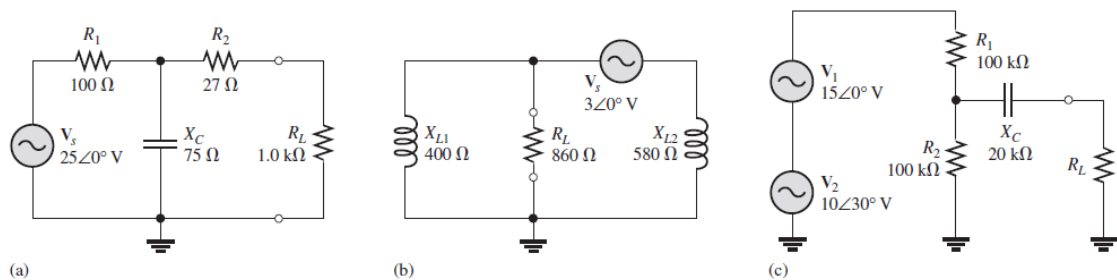 R1
100 Ω
R2
27 Ω
Vs
25∠0° V
XC
75 Ω
RL
1.0 kΩ
(a)
XL1
400 Ω
RL
860 Ω
Vs
3∠0° V
XL2
580 Ω
(b)
V1
15∠0° V
V2
10∠30° V
R1
100 kΩ
R2
100 kΩ
XC
20 kΩ
RL
(c)